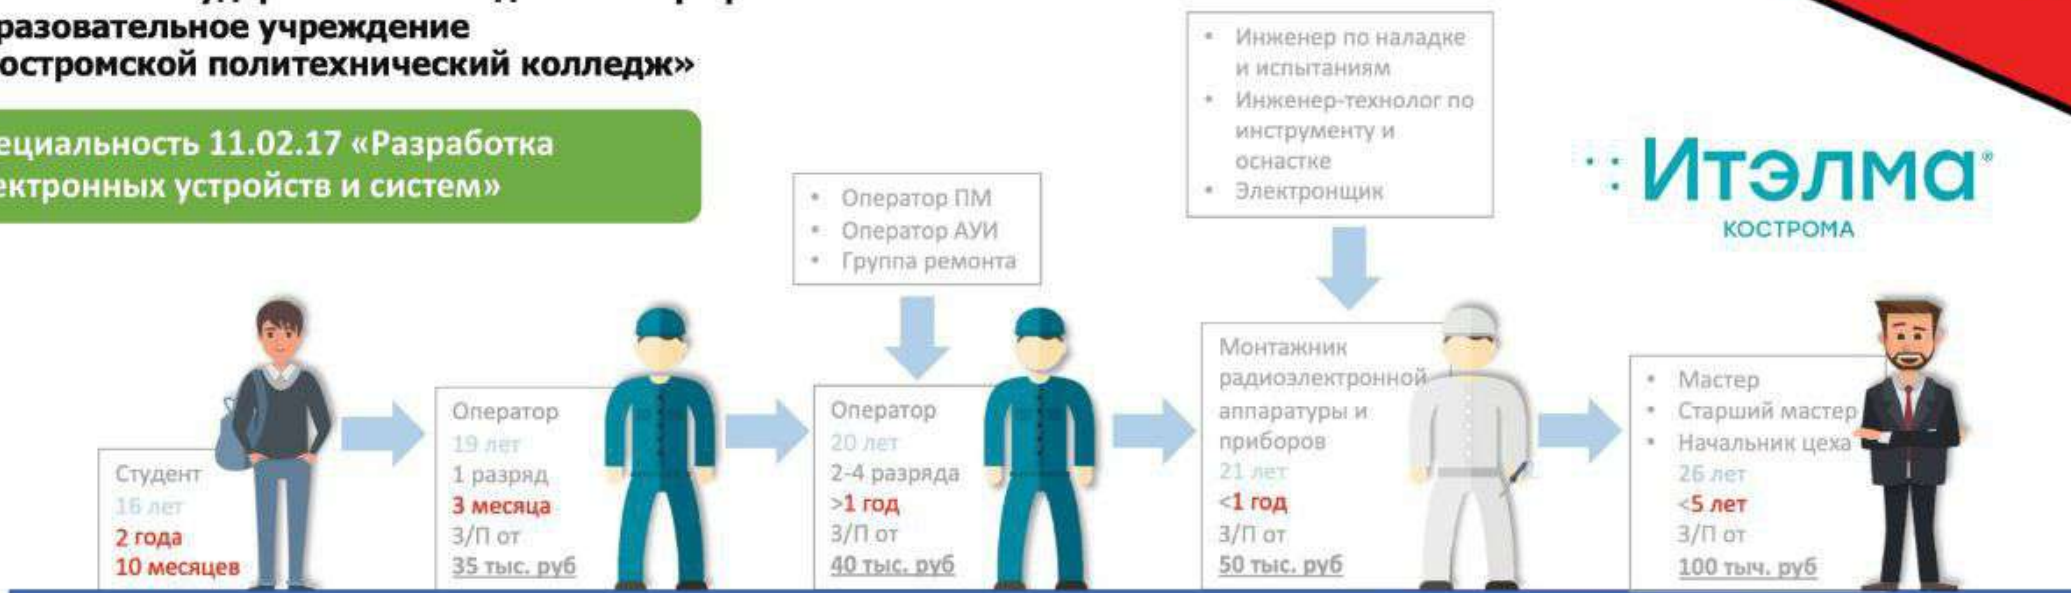 разовательное учреждение
остромской политехнический колледж»
ециальность 11.02.17 «Разработка
ектронных устройств и систем»
• Инженер по наладке
и испытаниям
• Инженер-технолог по
инструменту и
оснастке
• Электронщик
Итэлма®
КОСТРОМА
• Оператор ПМ
• Оператор АУИ
• Группа ремонта
Студент
16 лет
2 года
10 месяцев
Оператор
19 лет
1 разряд
3 месяца
З/П от
35 тыс. руб
Оператор
20 лет
2-4 разряда
>1 год
З/П от
40 тыс. руб
Монтажник
радиоэлектронной
аппаратуры и
приборов
21 лет
<1 год
З/П от
50 тыс. руб
• Мастер
• Старший мастер
• Начальник цеха
26 лет
<5 лет
З/П от
100 тыч. руб